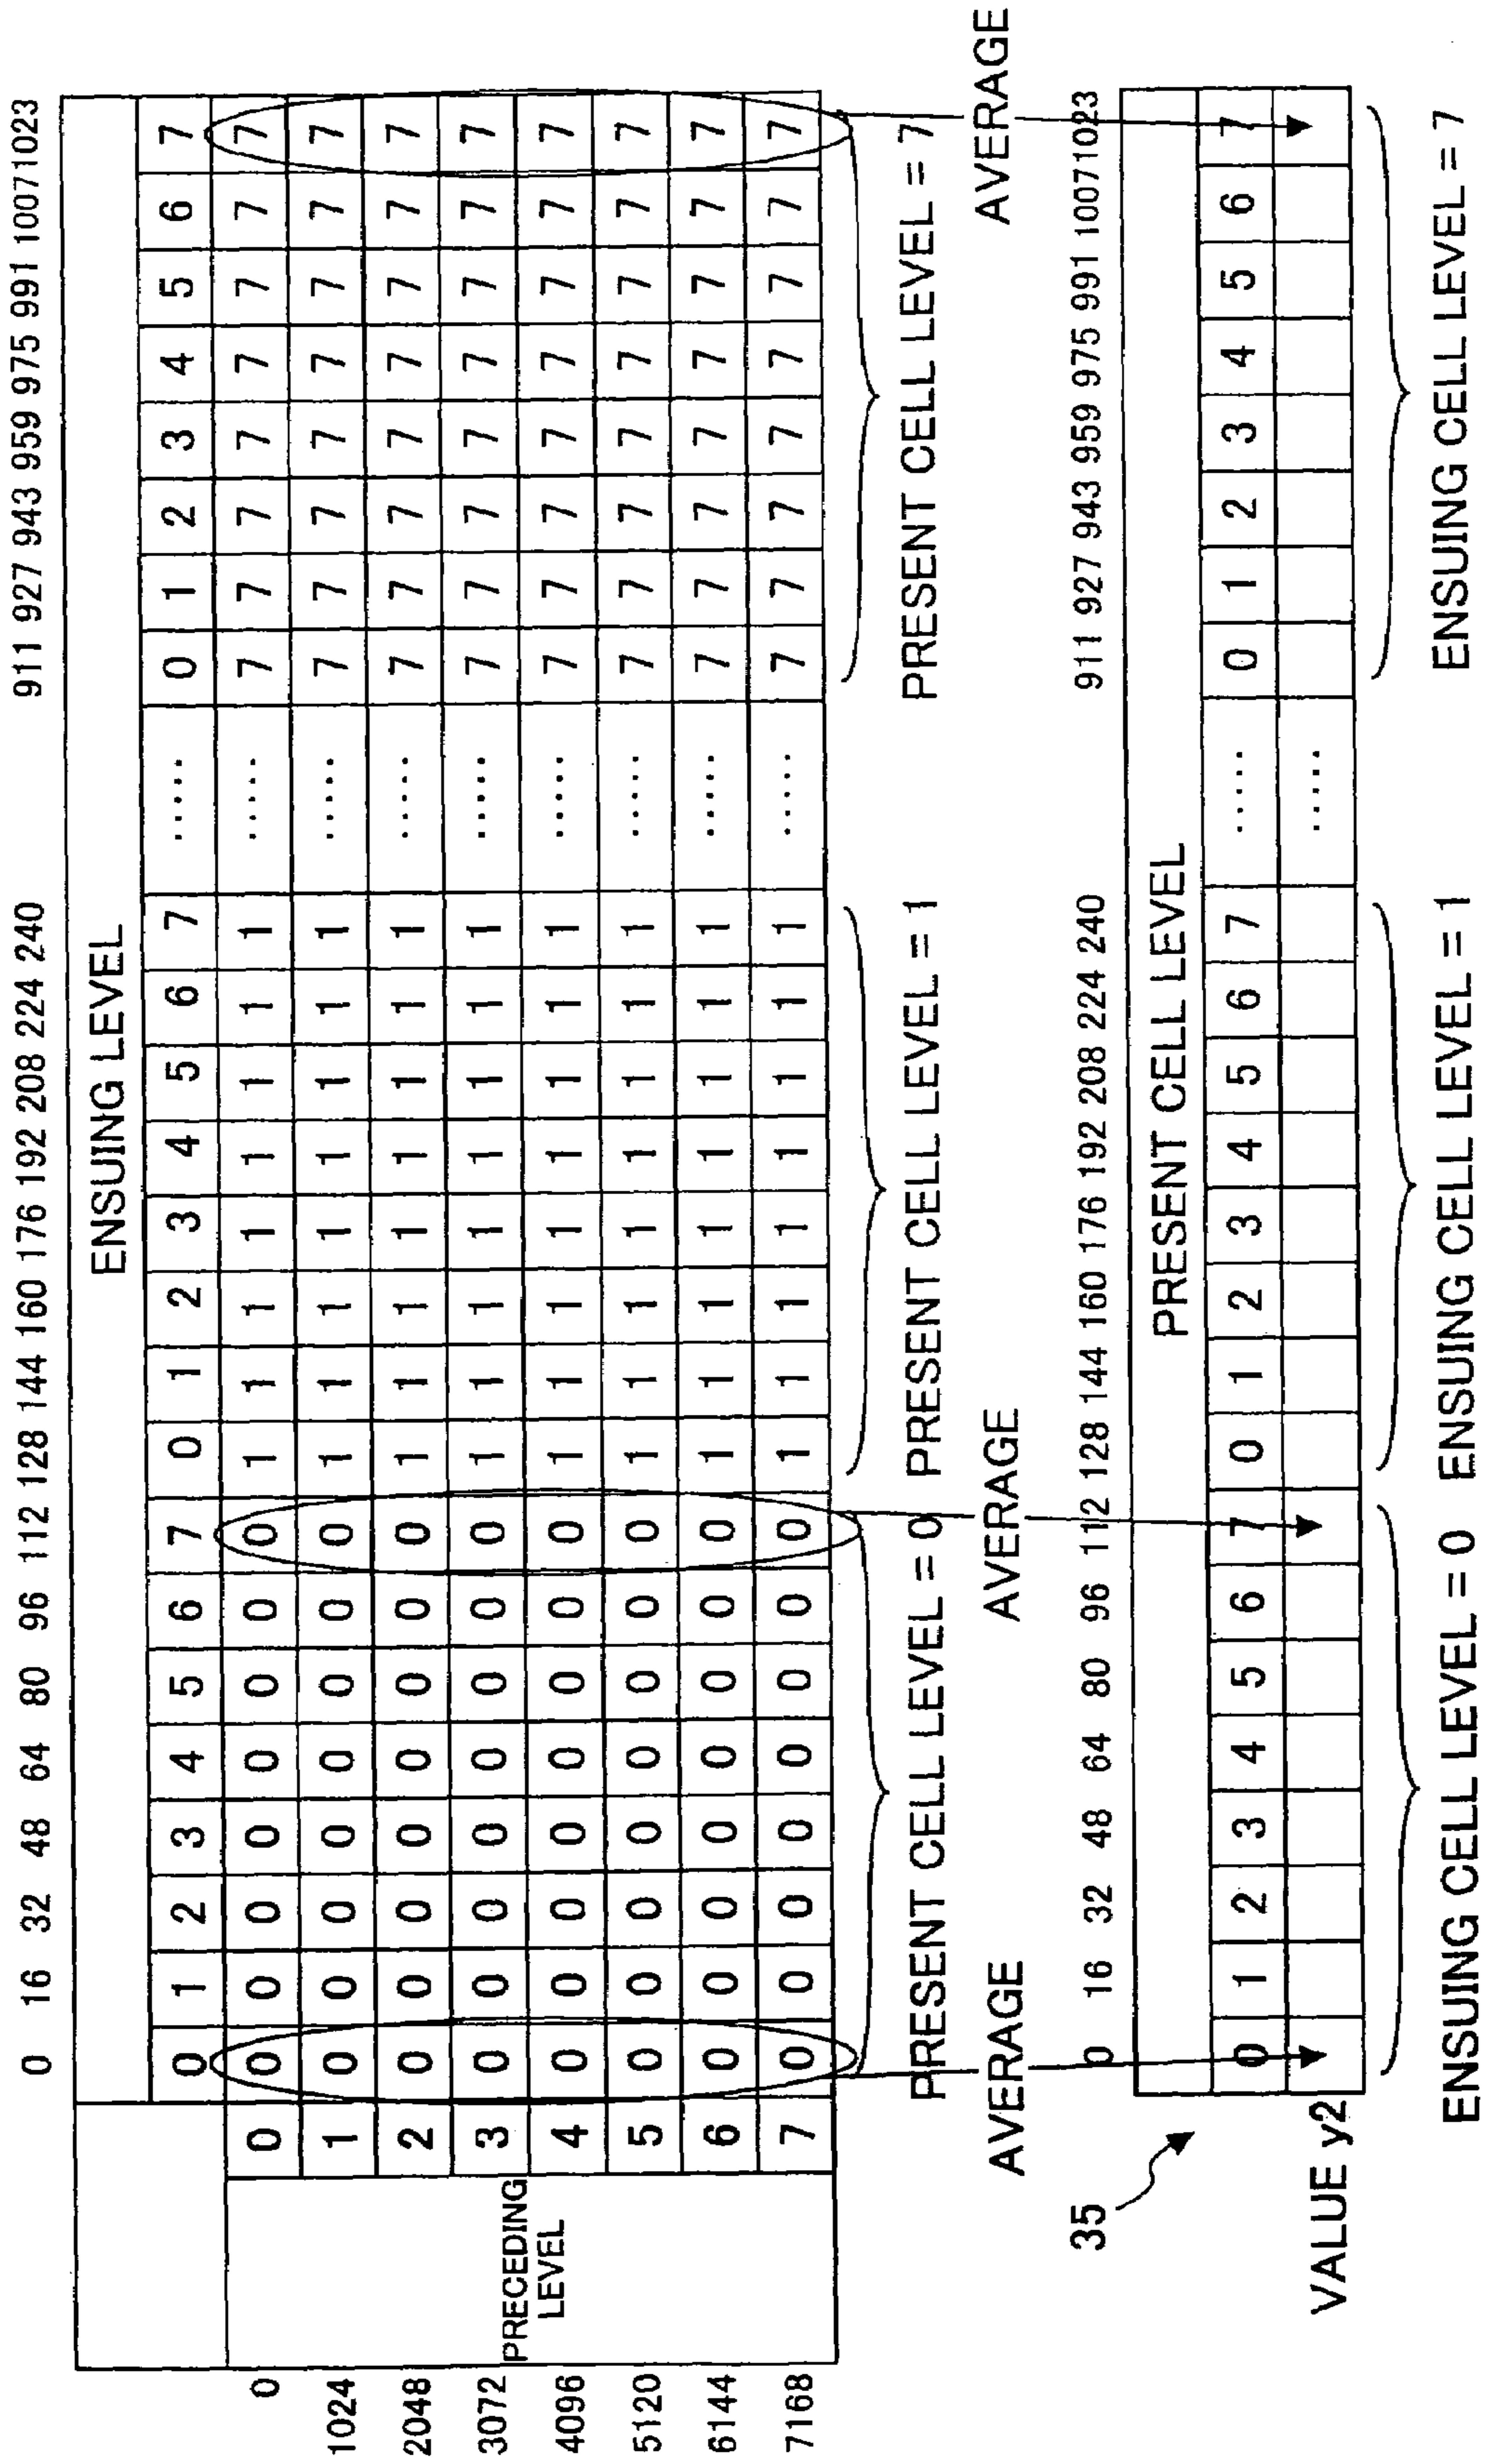 0 16 32 48 64 80 96 112 128 144 160 176 192 208 224 240 911 927 943 959 975 991 1007 1023
ENSUING LEVEL
0 1 2 3 4 5 6 7 0 1 2 3 4 5 6 7 ..... 0 1 2 3 4 5 6 7
PRECEDING
LEVEL
0 0 0 0 0 0 0 0 0 0 1 1 1 1 1 1 1 1 ..... 7 7 7 7 7 7 7 7
1024 1 0 0 0 0 0 0 0 0 1 1 1 1 1 1 1 1 ..... 7 7 7 7 7 7 7 7
2048 2 0 0 0 0 0 0 0 0 1 1 1 1 1 1 1 1 ..... 7 7 7 7 7 7 7 7
3072 3 0 0 0 0 0 0 0 0 1 1 1 1 1 1 1 1 ..... 7 7 7 7 7 7 7 7
4096 4 0 0 0 0 0 0 0 0 1 1 1 1 1 1 1 1 ..... 7 7 7 7 7 7 7 7
5120 5 0 0 0 0 0 0 0 0 1 1 1 1 1 1 1 1 ..... 7 7 7 7 7 7 7 7
6144 6 0 0 0 0 0 0 0 0 1 1 1 1 1 1 1 1 ..... 7 7 7 7 7 7 7 7
7168 7 0 0 0 0 0 0 0 0 1 1 1 1 1 1 1 1 ..... 7 7 7 7 7 7 7 7
PRESENT CELL LEVEL = 0 PRESENT CELL LEVEL = 1 PRESENT CELL LEVEL = 7
AVERAGE AVERAGE AVERAGE
35
0 16 32 48 64 80 96 112 128 144 160 176 192 208 224 240 911 927 943 959 975 991 1007 1023
PRESENT CELL LEVEL
0 1 2 3 4 5 6 7 0 1 2 3 4 5 6 7 ..... 0 1 2 3 4 5 6 7
VALUE y2 .....
ENSUING CELL LEVEL = 0 ENSUING CELL LEVEL = 1 ENSUING CELL LEVEL = 7